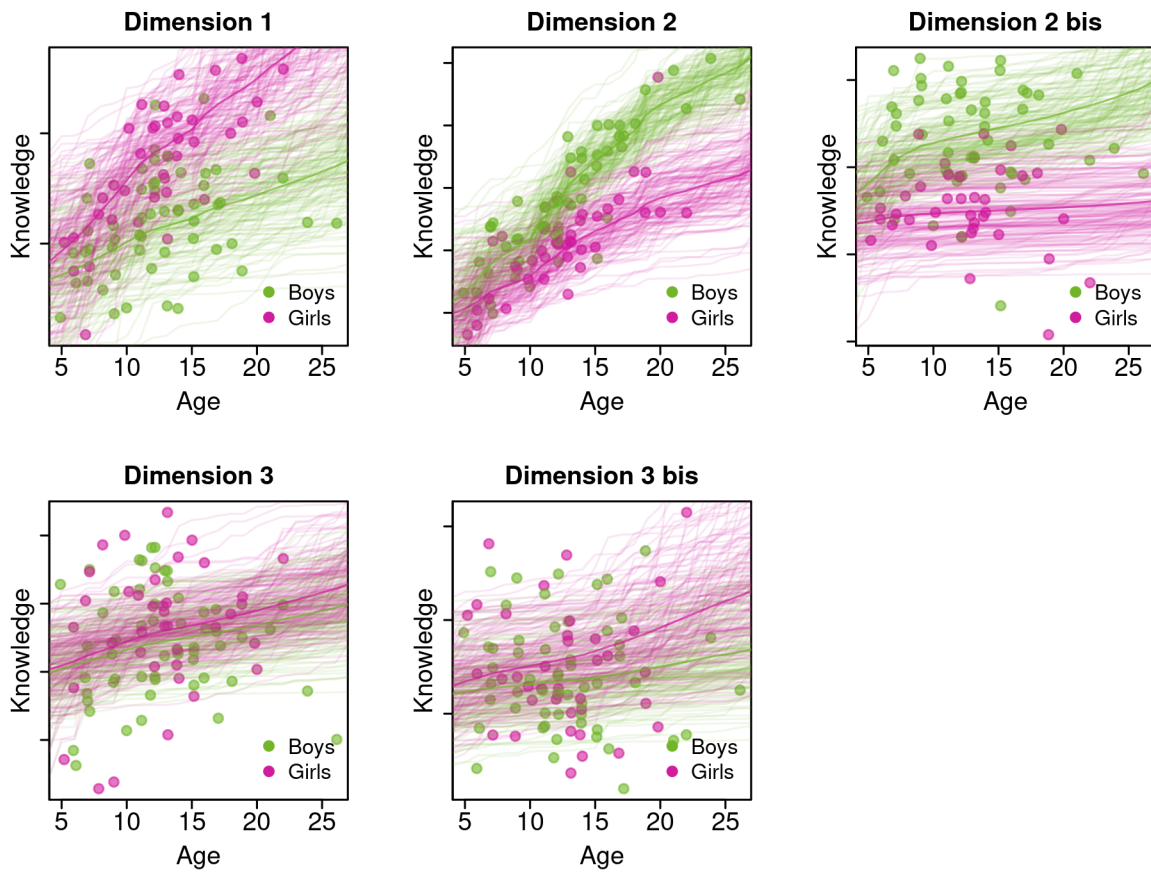 Dimension 1
Knowledge
Boys
Girls
5 10 15 20 25
Age
Dimension 2
Knowledge
Boys
Girls
5 10 15 20 25
Age
Dimension 2 bis
Knowledge
Boys
Girls
5 10 15 20 25
Age
Dimension 3
Knowledge
Boys
Girls
5 10 15 20 25
Age
Dimension 3 bis
Knowledge
Boys
Girls
5 10 15 20 25
Age